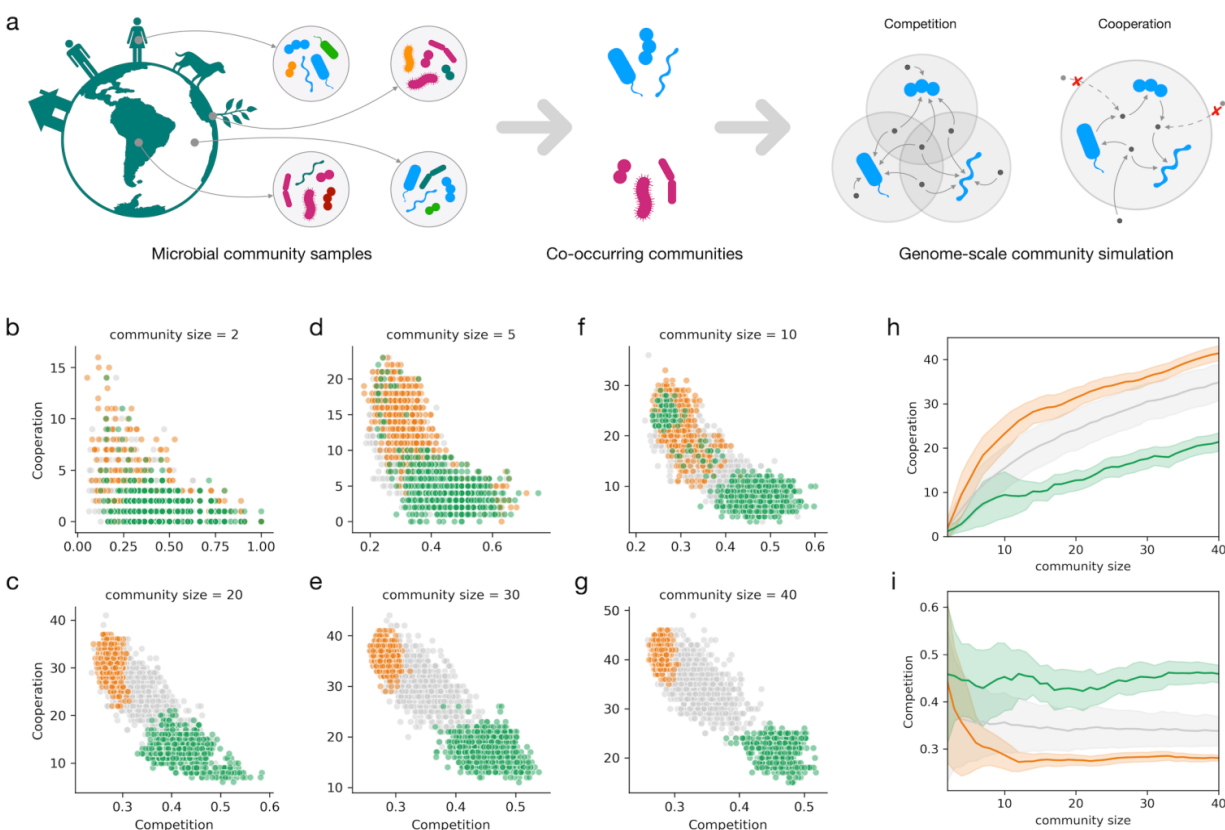 a
Competition
Cooperation
Microbial community samples
Co-occurring communities
Genome-scale community simulation
b
community size = 2
Cooperation
15
10
5
0
0.00 0.25 0.50 0.75 1.00
d
community size = 5
20
15
10
5
0
0.2 0.4 0.6
f
community size = 10
30
20
10
0.2 0.3 0.4 0.5 0.6
h
Cooperation
40
30
20
10
0
10 20 30 40
community size
c
community size = 20
Cooperation
40
30
20
10
0.3 0.4 0.5 0.6
Competition
e
community size = 30
40
30
20
10
0.3 0.4 0.5
Competition
g
community size = 40
50
40
30
20
0.3 0.4 0.5
Competition
i
Competition
0.6
0.5
0.4
0.3
10 20 30 40
community size